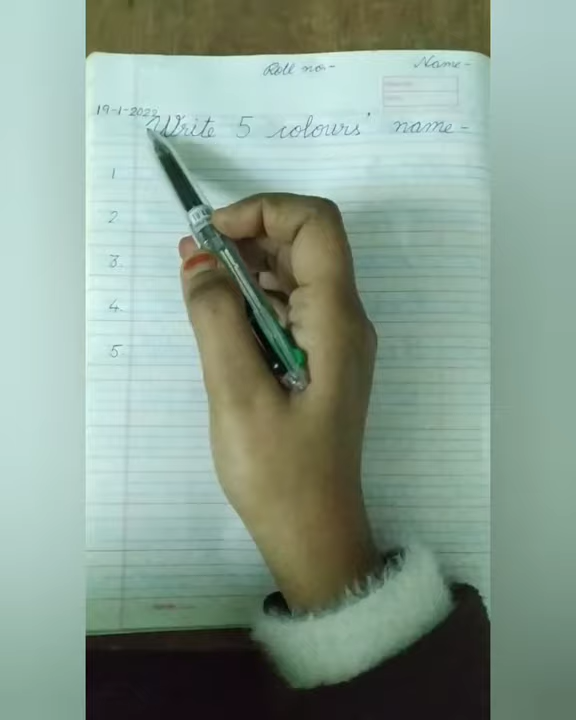 Roll no-
Name-
19-1-2022
Write 5 colours' name-
1
2
3.
4.
5